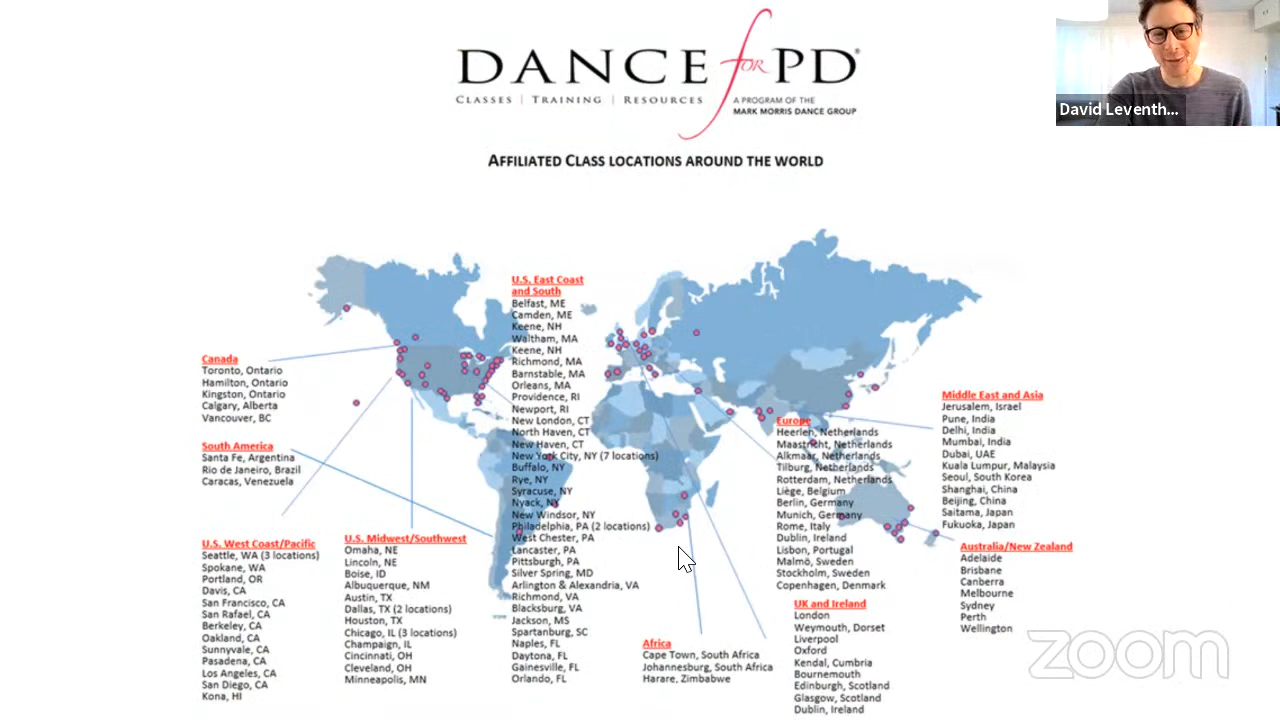 DANCE for PD®
CLASSES | TRAINING | RESOURCES
A PROGRAM OF THE
MARK MORRIS DANCE GROUP
David Leventh...
AFFILIATED CLASS LOCATIONS AROUND THE WORLD
Canada
Toronto, Ontario
Hamilton, Ontario
Kingston, Ontario
Calgary, Alberta
Vancouver, BC
South America
Santa Fe, Argentina
Rio de Janeiro, Brazil
Caracas, Venezuela
U.S. West Coast/Pacific
Seattle, WA (3 locations)
Spokane, WA
Portland, OR
Davis, CA
San Francisco, CA
San Rafael, CA
Berkeley, CA
Oakland, CA
Sunnyvale, CA
Pasadena, CA
Los Angeles, CA
San Diego, CA
Kona, HI
U.S. Midwest/Southwest
Omaha, NE
Lincoln, NE
Boise, ID
Albuquerque, NM
Austin, TX
Dallas, TX (2 locations)
Houston, TX
Chicago, IL (3 locations)
Champaign, IL
Cincinnati, OH
Cleveland, OH
Minneapolis, MN
U.S. East Coast
and South
Belfast, ME
Camden, ME
Keene, NH
Waltham, MA
Keene, NH
Richmond, MA
Barnstable, MA
Orleans, MA
Providence, RI
Newport, RI
New London, CT
North Haven, CT
New Haven, CT
New York City, NY (7 locations)
Buffalo, NY
Rye, NY
Syracuse, NY
Nyack, NY
New Windsor, NY
Philadelphia, PA (2 locations)
West Chester, PA
Lancaster, PA
Pittsburgh, PA
Silver Spring, MD
Arlington & Alexandria, VA
Richmond, VA
Blacksburg, VA
Jackson, MS
Spartanburg, SC
Naples, FL
Daytona, FL
Gainesville, FL
Orlando, FL
Africa
Cape Town, South Africa
Johannesburg, South Africa
Harare, Zimbabwe
Europe
Heerlen, Netherlands
Maastricht, Netherlands
Alkmaar, Netherlands
Tilburg, Netherlands
Rotterdam, Netherlands
Liège, Belgium
Berlin, Germany
Munich, Germany
Rome, Italy
Dublin, Ireland
Lisbon, Portugal
Malmö, Sweden
Stockholm, Sweden
Copenhagen, Denmark
UK and Ireland
London
Weymouth, Dorset
Liverpool
Oxford
Kendal, Cumbria
Bournemouth
Edinburgh, Scotland
Glasgow, Scotland
Dublin, Ireland
Middle East and Asia
Jerusalem, Israel
Pune, India
Delhi, India
Mumbai, India
Dubai, UAE
Kuala Lumpur, Malaysia
Seoul, South Korea
Shanghai, China
Beijing, China
Saitama, Japan
Fukuoka, Japan
Australia/New Zealand
Adelaide
Brisbane
Canberra
Melbourne
Sydney
Perth
Wellington
zoom